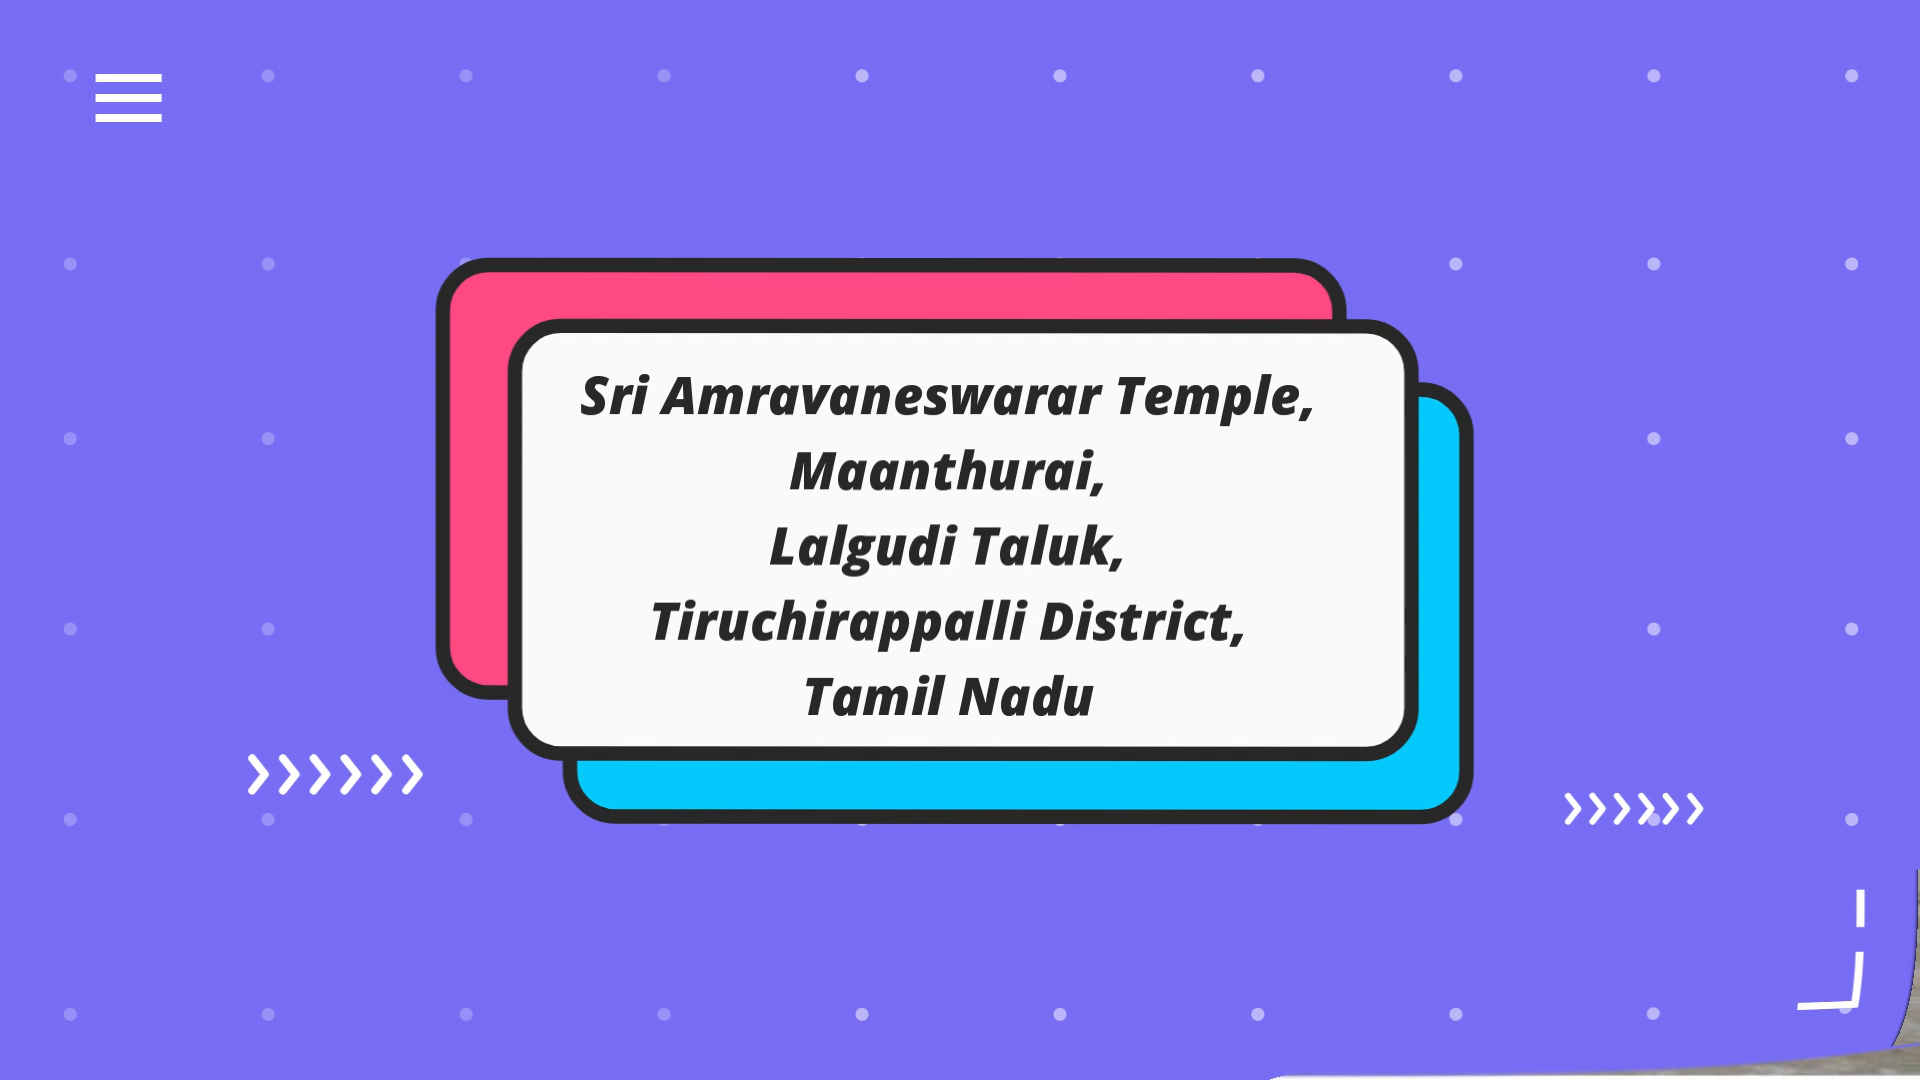 Sri Amravaneswarar Temple,
Maanthurai,
Lalgudi Taluk,
Tiruchirappalli District,
Tamil Nadu